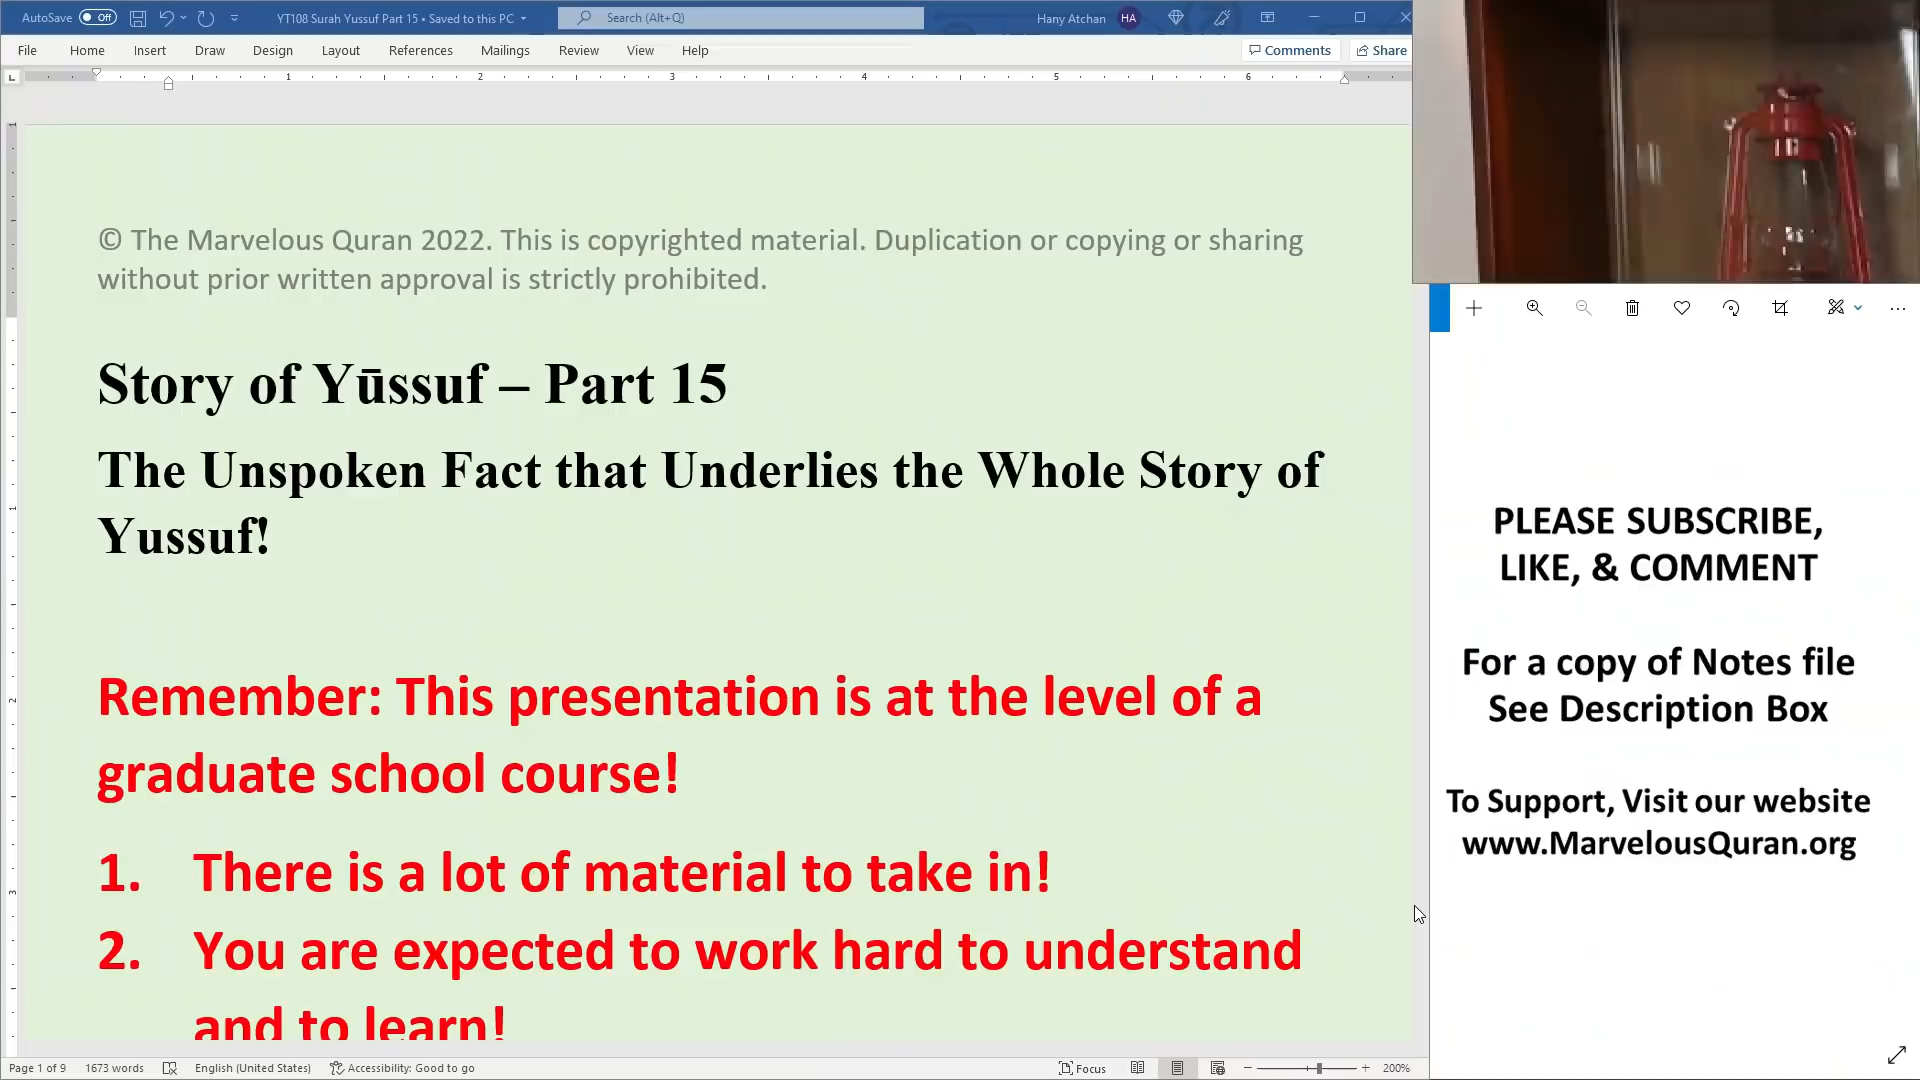 AutoSave Off YT108 Surah Yussuf Part 15 • Saved to this PC Search (Alt+Q) Hany Atchan HA
File Home Insert Draw Design Layout References Mailings Review View Help Comments Share
1 2 3 4 5 6
© The Marvelous Quran 2022. This is copyrighted material. Duplication or copying or sharing
without prior written approval is strictly prohibited.
Story of Yūssuf – Part 15
The Unspoken Fact that Underlies the Whole Story of
Yussuf!
Remember: This presentation is at the level of a
graduate school course!
1. There is a lot of material to take in!
2. You are expected to work hard to understand
and to learn!
PLEASE SUBSCRIBE,
LIKE, & COMMENT
For a copy of Notes file
See Description Box
To Support, Visit our website
www.MarvelousQuran.org
Page 1 of 9 1673 words English (United States) Accessibility: Good to go Focus 200%